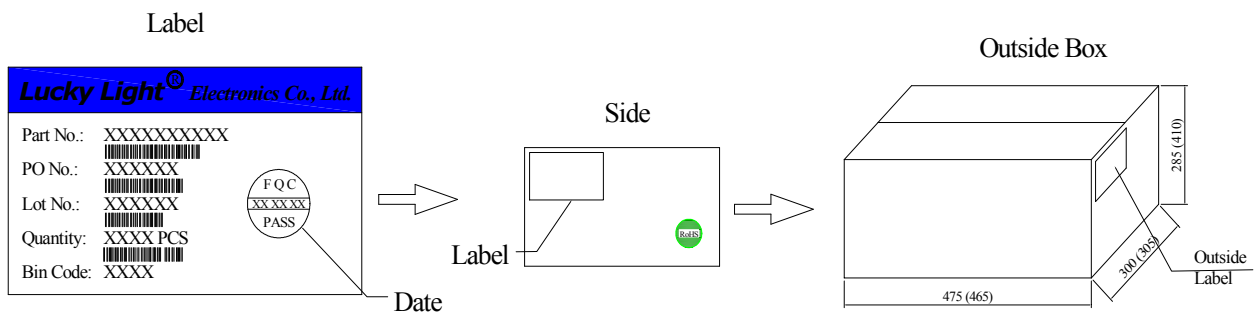 Label
Lucky Light® Electronics Co., Ltd.
Part No.: XXXXXXXXXX
PO No.: XXXXXX
Lot No.: XXXXXX
Quantity: XXXX PCS
Bin Code: XXXX
F Q C
XX XX XX
PASS
Date
Side
RoHS
Label
Outside Box
285 (410)
300 (305)
475 (465)
Outside
Label